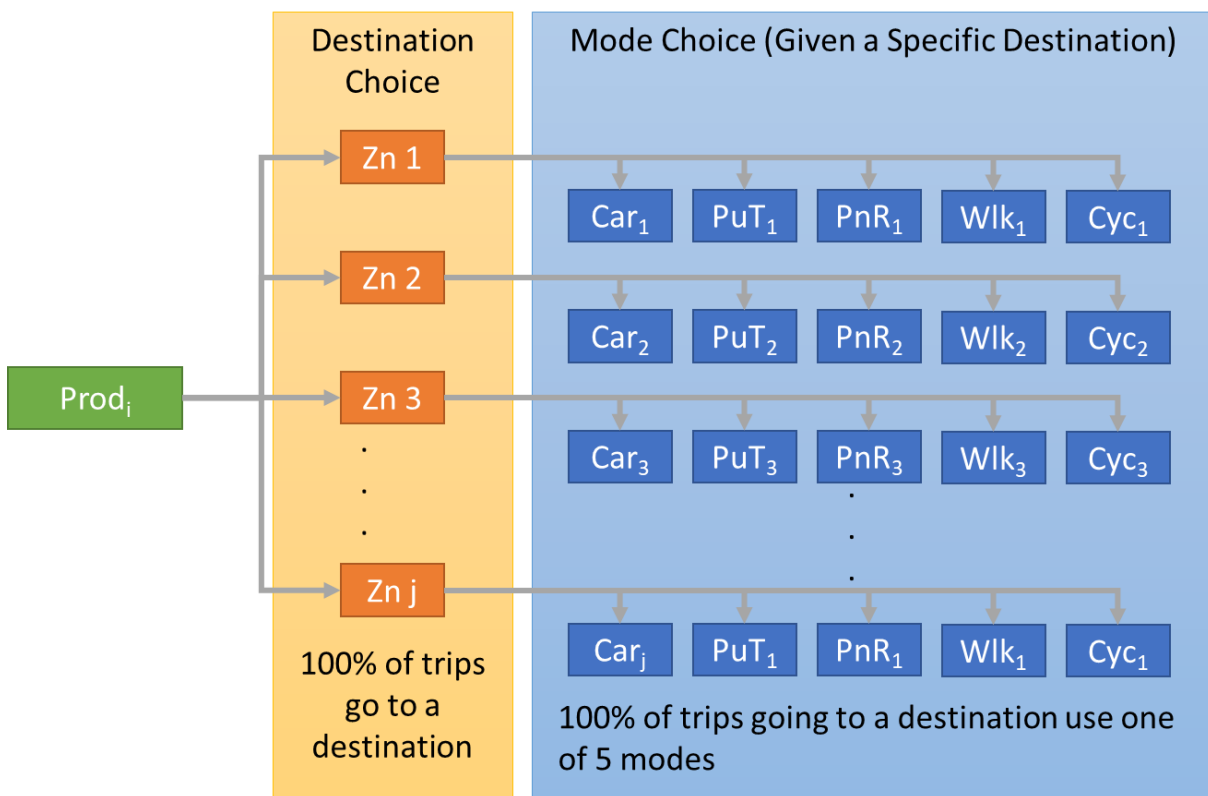 Destination
Choice
Mode Choice (Given a Specific Destination)
Zn 1
Car₁ PuT₁ PnR₁ Wlk₁ Cyc₁
Zn 2
Car₂ PuT₂ PnR₂ Wlk₂ Cyc₂
Prodᵢ
Zn 3
Car₃ PuT₃ PnR₃ Wlk₃ Cyc₃
.
.
.
.
.
.
Zn j
Carⱼ PuT₁ PnR₁ Wlk₁ Cyc₁
100% of trips
go to a
destination
100% of trips going to a destination use one
of 5 modes